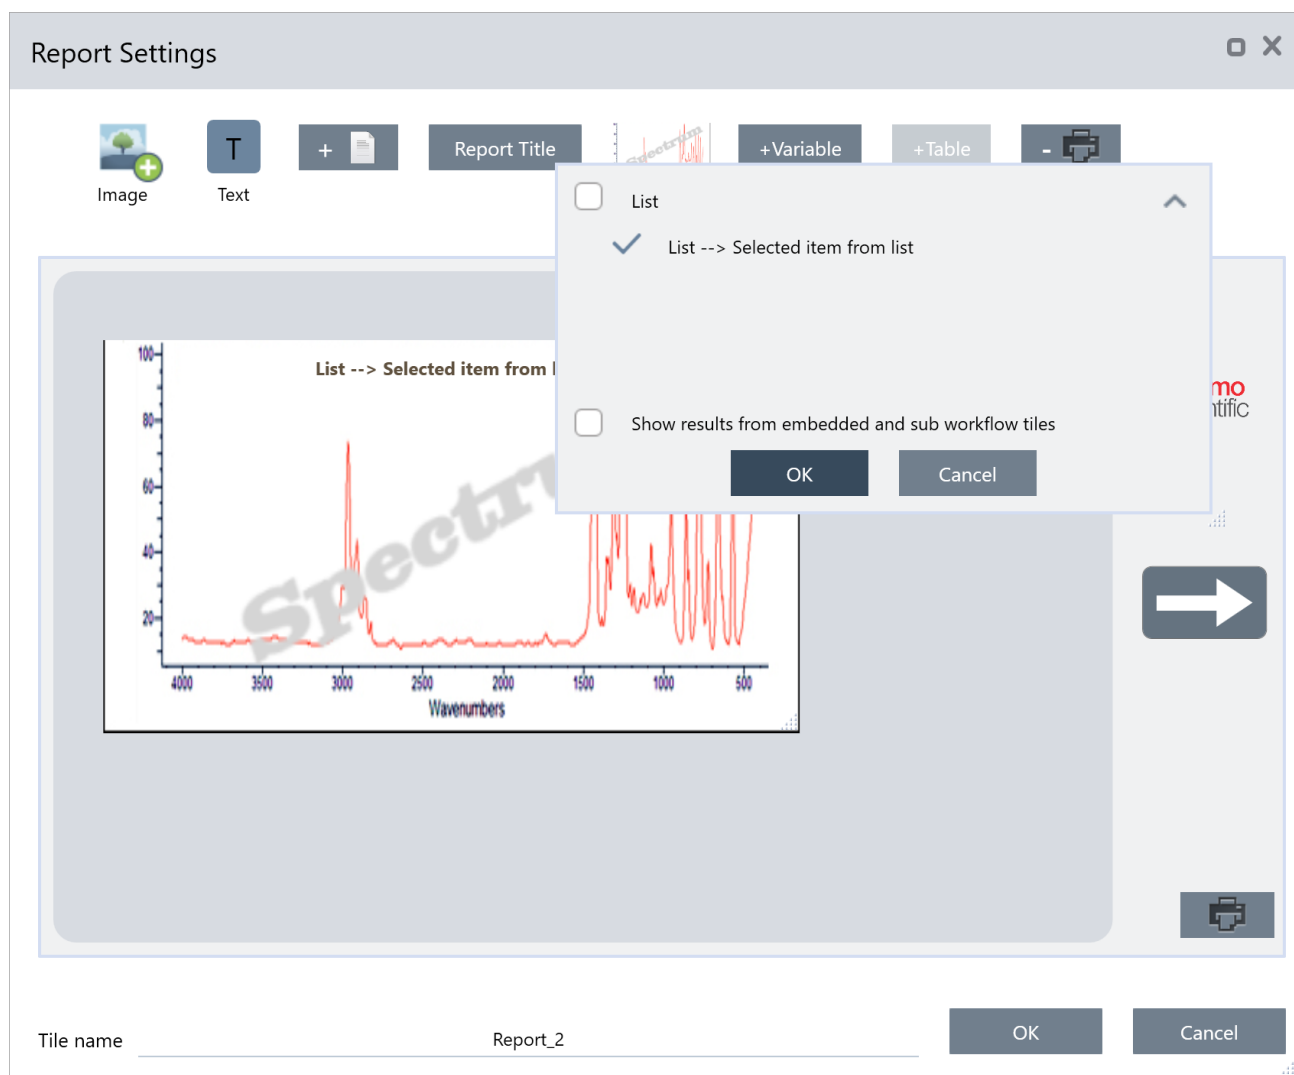 Report Settings
T
+
Report Title
Spectrum
+Variable
+Table
-
Image
Text
List
List --> Selected item from list
Show results from embedded and sub workflow tiles
OK
Cancel
List --> Selected item from
100
80
60
40
20
Spectru
4000
3500
3000
2500
2000
1500
1000
500
Wavenumbers
mo
ntific
Tile name
Report_2
OK
Cancel